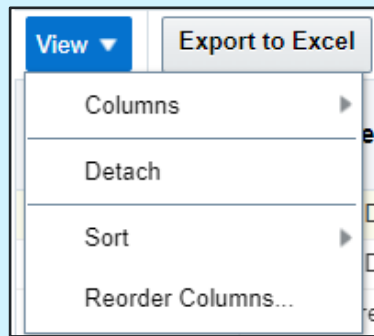 View ▼ Export to Excel
Columns
Detach
Sort
Reorder Columns...